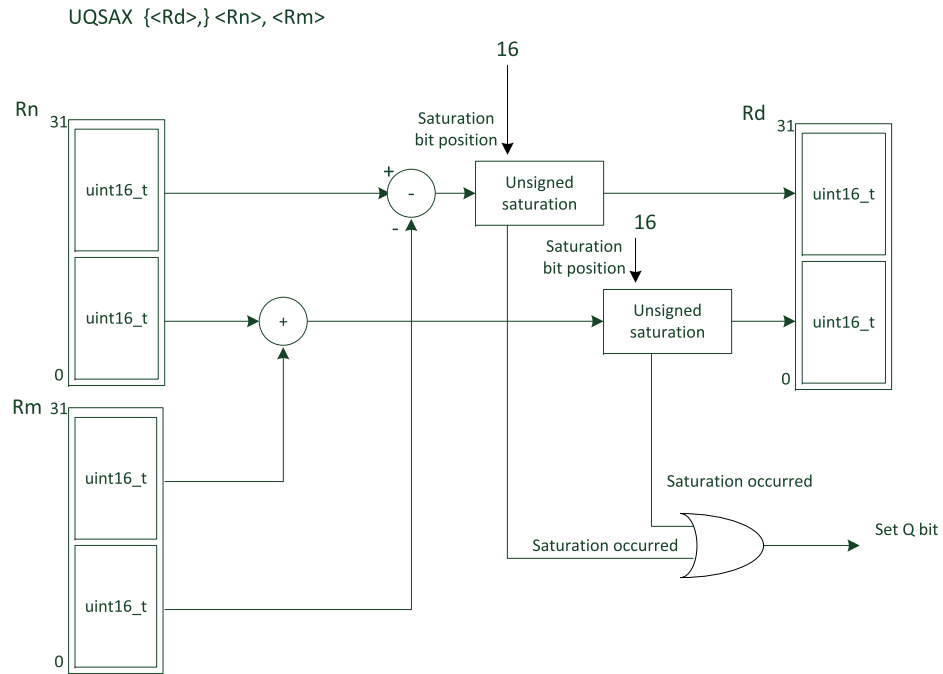 UQSAX {<Rd>,} <Rn>, <Rm>
16
Rn
31
Saturation
bit position
Rd
31
uint16_t
+
-
-
Unsigned
saturation
uint16_t
16
Saturation
bit position
uint16_t
+
Unsigned
saturation
uint16_t
0
0
Rm
31
uint16_t
Saturation occurred
Set Q bit
Saturation occurred
uint16_t
0